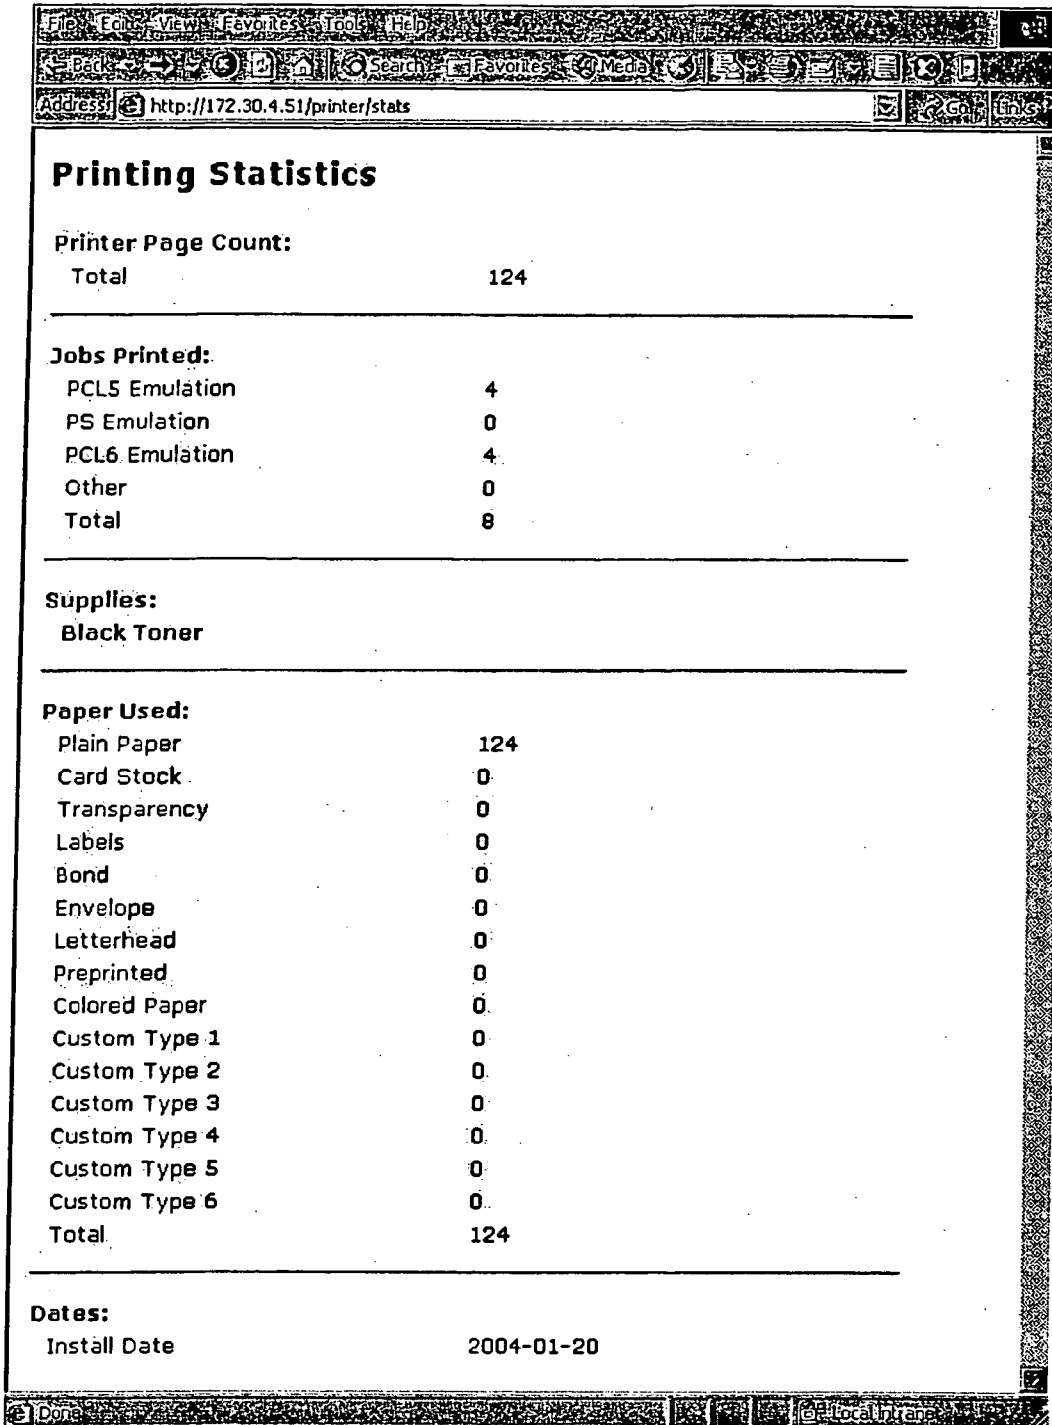 File Edit View Favorites Tools Help
Back Search Favorites Media
Address http://172.30.4.51/printer/stats Go Links
Printing Statistics
Printer Page Count:
Total 124
Jobs Printed:
PCL5 Emulation 4
PS Emulation 0
PCL6 Emulation 4
Other 0
Total 8
Supplies:
Black Toner
Paper Used:
Plain Paper 124
Card Stock 0
Transparency 0
Labels 0
Bond 0
Envelope 0
Letterhead 0
Preprinted 0
Colored Paper 0
Custom Type 1 0
Custom Type 2 0
Custom Type 3 0
Custom Type 4 0
Custom Type 5 0
Custom Type 6 0
Total 124
Dates:
Install Date 2004-01-20
Done Local intranet